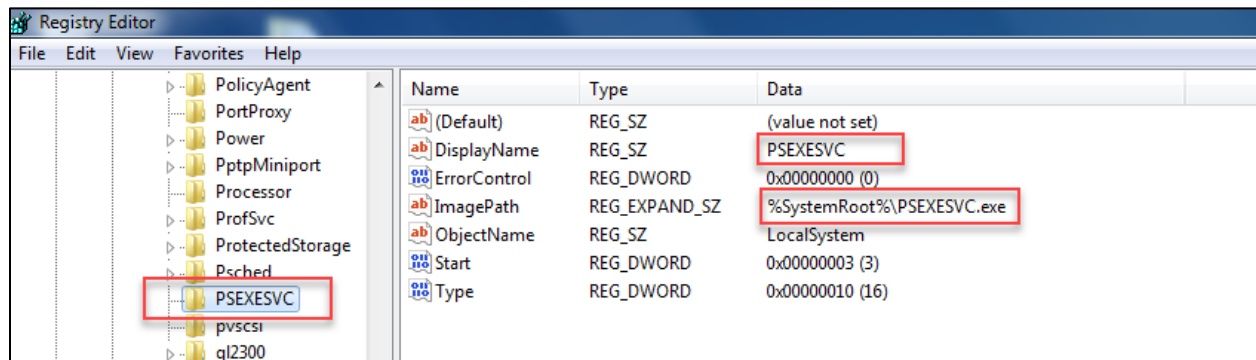 Registry Editor
File Edit View Favorites Help
PolicyAgent
PortProxy
Power
PptpMiniport
Processor
ProfSvc
ProtectedStorage
Psched
PSEXESVC
pvscsi
ql2300
Name Type Data
(Default) REG_SZ (value not set)
DisplayName REG_SZ PSEXESVC
ErrorControl REG_DWORD 0x00000000 (0)
ImagePath REG_EXPAND_SZ %SystemRoot%\PSEXESVC.exe
ObjectName REG_SZ LocalSystem
Start REG_DWORD 0x00000003 (3)
Type REG_DWORD 0x00000010 (16)